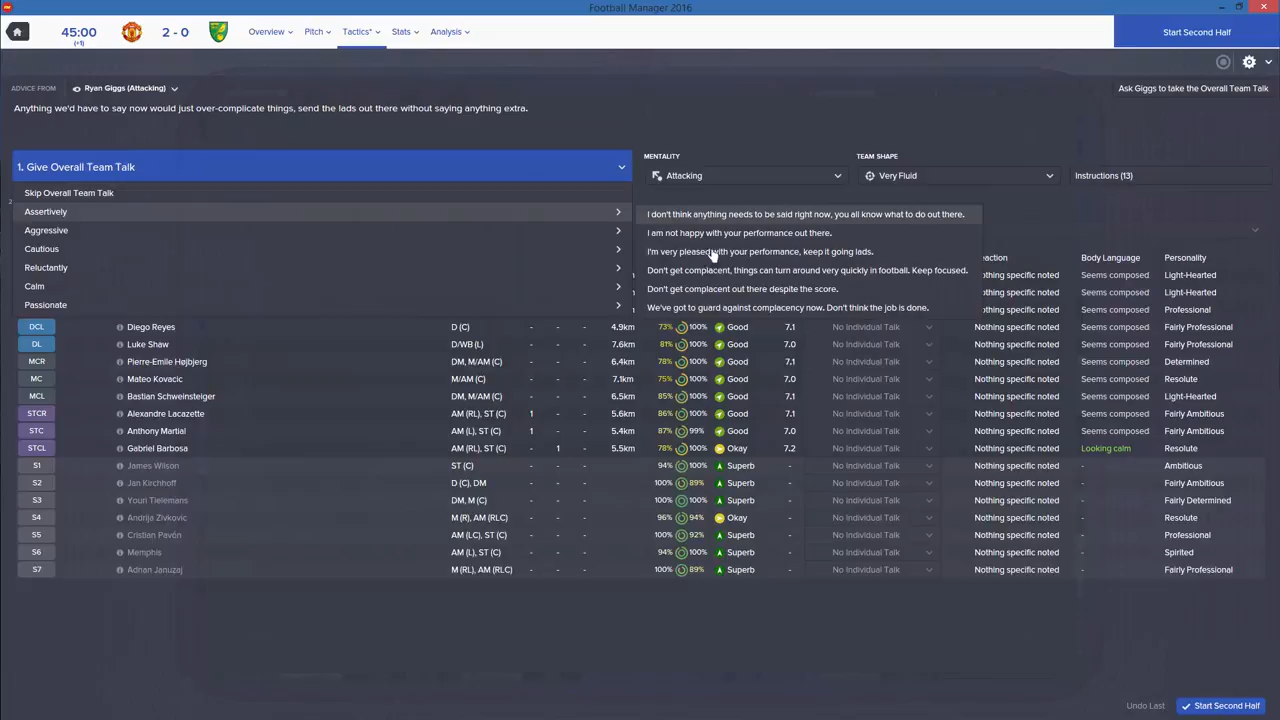 Football Manager 2016
45:00 (+1) 2 - 0 Overview Pitch Tactics* Stats Analysis Start Second Half
ADVICE FROM Ryan Giggs (Attacking) Ask Giggs to take the Overall Team Talk
Anything we'd have to say now would just over-complicate things, send the lads out there without saying anything extra.
1. Give Overall Team Talk
MENTALITY TEAM SHAPE
Attacking Very Fluid Instructions (13)
Skip Overall Team Talk
Assertively
Aggressive
Cautious
Reluctantly
Calm
Passionate
I don't think anything needs to be said right now, you all know what to do out there.
I am not happy with your performance out there.
I'm very pleased with your performance, keep it going lads.
Don't get complacent, things can turn around very quickly in football. Keep focused.
Don't get complacent out there despite the score.
We've got to guard against complacency now. Don't think the job is done.
Body Language Personality
Nothing specific noted Seems composed Light-Hearted
Nothing specific noted Seems composed Light-Hearted
Nothing specific noted Seems composed Professional
DCL Diego Reyes D (C) - - - 4.9km 73% 100% Good 7.1 No Individual Talk Nothing specific noted Seems composed Fairly Professional
DL Luke Shaw D/WB (L) - - - 7.6km 81% 100% Good 7.0 No Individual Talk Nothing specific noted Seems composed Fairly Professional
MCR Pierre-Emile Højbjerg DM, M/AM (C) - - - 6.4km 78% 100% Good 7.1 No Individual Talk Nothing specific noted Seems composed Determined
MC Mateo Kovacic M/AM (C) - - - 7.1km 75% 100% Good 7.0 No Individual Talk Nothing specific noted Seems composed Resolute
MCL Bastian Schweinsteiger DM, M/AM (C) - - - 6.5km 85% 100% Good 7.1 No Individual Talk Nothing specific noted Seems composed Light-Hearted
STCR Alexandre Lacazette AM (RL), ST (C) 1 - - 5.6km 86% 100% Good 7.1 No Individual Talk Nothing specific noted Seems composed Fairly Ambitious
STC Anthony Martial AM (L), ST (C) 1 - - 5.4km 87% 99% Good 7.0 No Individual Talk Nothing specific noted Seems composed Fairly Ambitious
STCL Gabriel Barbosa AM (RL), ST (C) - 1 - 5.5km 78% 100% Okay 7.2 No Individual Talk Nothing specific noted Looking calm Resolute
S1 James Wilson ST (C) - - - 94% 100% Superb - No Individual Talk Nothing specific noted - Ambitious
S2 Jan Kirchhoff D (C), DM - - - 100% 89% Superb - No Individual Talk Nothing specific noted - Fairly Ambitious
S3 Youri Tielemans DM, M (C) - - - 100% 100% Superb - No Individual Talk Nothing specific noted - Fairly Determined
S4 Andrija Zivkovic M (R), AM (RLC) - - - 96% 94% Okay - No Individual Talk Nothing specific noted - Resolute
S5 Cristian Pavón AM (LC), ST (C) - - - 100% 92% Superb - No Individual Talk Nothing specific noted - Professional
S6 Memphis AM (L), ST (C) - - - 94% 100% Superb - No Individual Talk Nothing specific noted - Spirited
S7 Adnan Januzaj M (RL), AM (RLC) - - - 100% 89% Superb - No Individual Talk Nothing specific noted - Fairly Professional
Undo Last Start Second Half